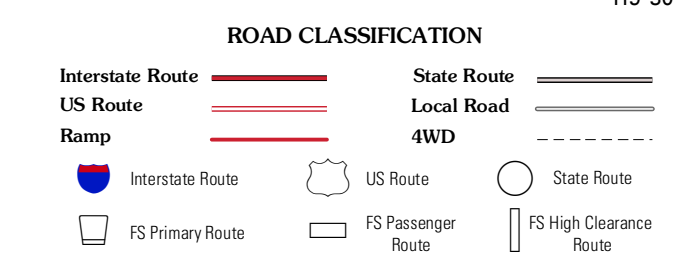 ROAD CLASSIFICATION
Interstate Route
State Route
US Route
Local Road
Ramp
4WD
Interstate Route
US Route
State Route
FS Primary Route
FS Passenger
Route
FS High Clearance
Route